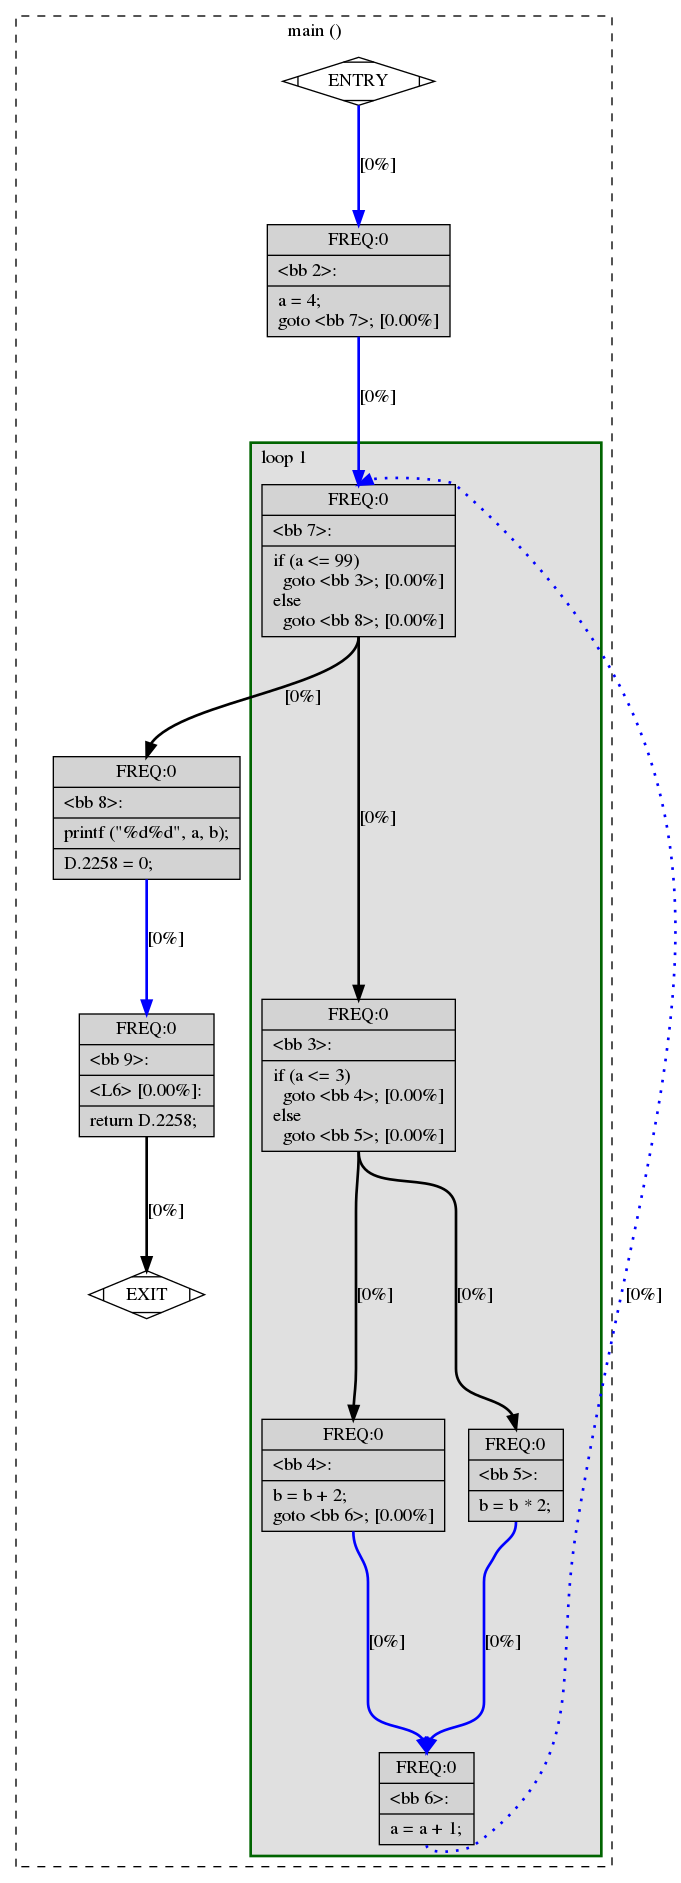 main ()
ENTRY
[0%]
FREQ:0
<bb 2>:
a = 4;
goto <bb 7>; [0.00%]
[0%]
loop 1
FREQ:0
<bb 7>:
if (a <= 99)
goto <bb 3>; [0.00%]
else
goto <bb 8>; [0.00%]
[0%]
FREQ:0
<bb 8>:
printf ("%d%d", a, b);
D.2258 = 0;
[0%]
[0%]
FREQ:0
<bb 9>:
<L6> [0.00%]:
return D.2258;
FREQ:0
<bb 3>:
if (a <= 3)
goto <bb 4>; [0.00%]
else
goto <bb 5>; [0.00%]
[0%]
EXIT
[0%]
[0%]
[0%]
FREQ:0
<bb 4>:
b = b + 2;
goto <bb 6>; [0.00%]
FREQ:0
<bb 5>:
b = b * 2;
[0%]
[0%]
FREQ:0
<bb 6>:
a = a + 1;